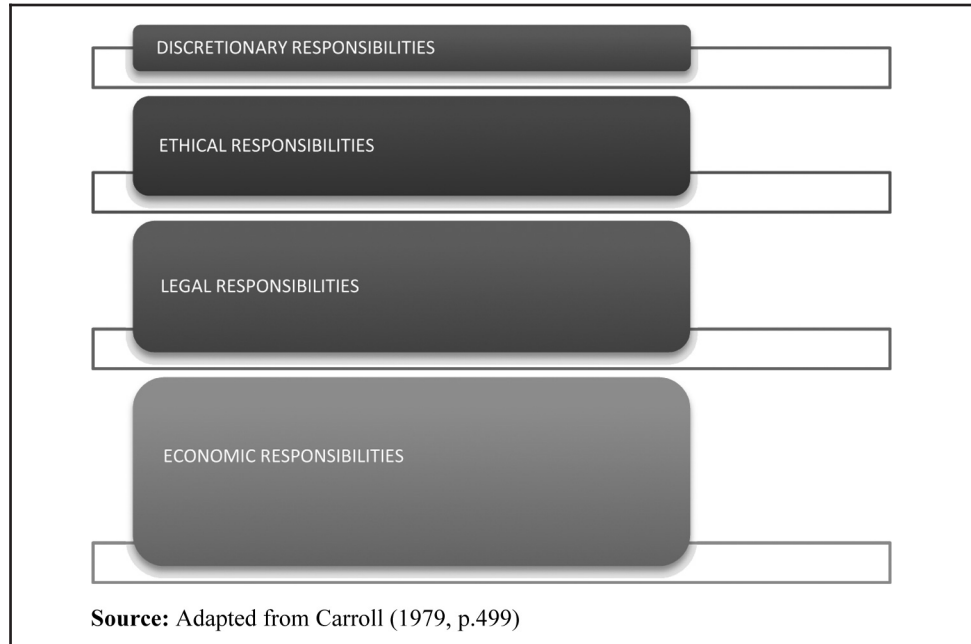 DISCRETIONARY RESPONSIBILITIES
ETHICAL RESPONSIBILITIES
LEGAL RESPONSIBILITIES
ECONOMIC RESPONSIBILITIES
Source: Adapted from Carroll (1979, p.499)